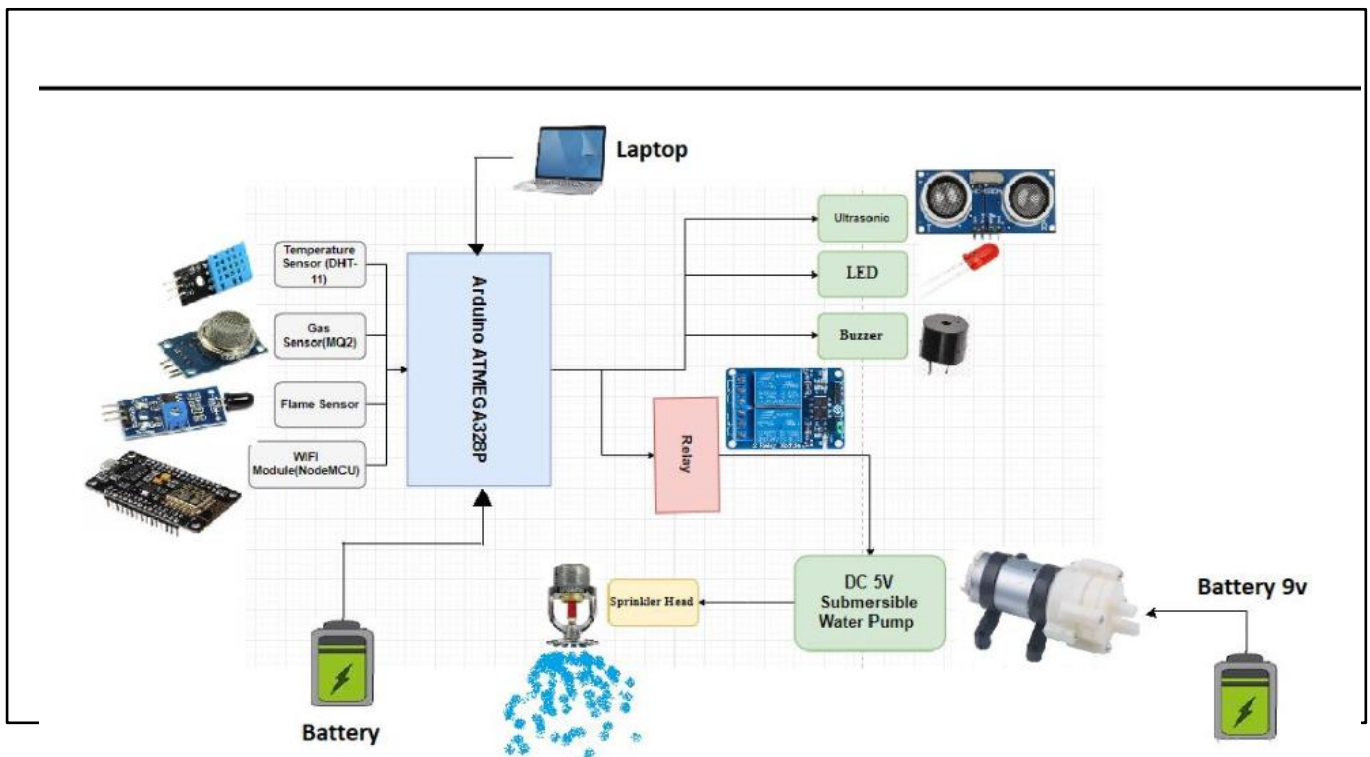 Laptop
Ultrasonic
Temperature
Sensor (DHT-
11)
LED
Gas
Sensor(MQ2)
Buzzer
Arduino ATMEGA328P
Flame Sensor
Relay
WIFI
Module(NodeMCU)
DC 5V
Submersible
Water Pump
Sprinkler Head
Battery 9v
Battery